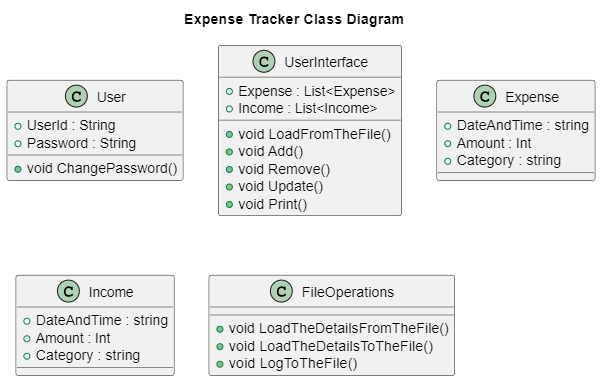 Expense Tracker Class Diagram
C User
UserId : String
Password : String
void ChangePassword()
C UserInterface
Expense : List<Expense>
Income : List<Income>
void LoadFromTheFile()
void Add()
void Remove()
void Update()
void Print()
C Expense
DateAndTime : string
Amount : Int
Category : string
C Income
DateAndTime : string
Amount : Int
Category : string
C FileOperations
void LoadTheDetailsFromTheFile()
void LoadTheDetailsToTheFile()
void LogToTheFile()